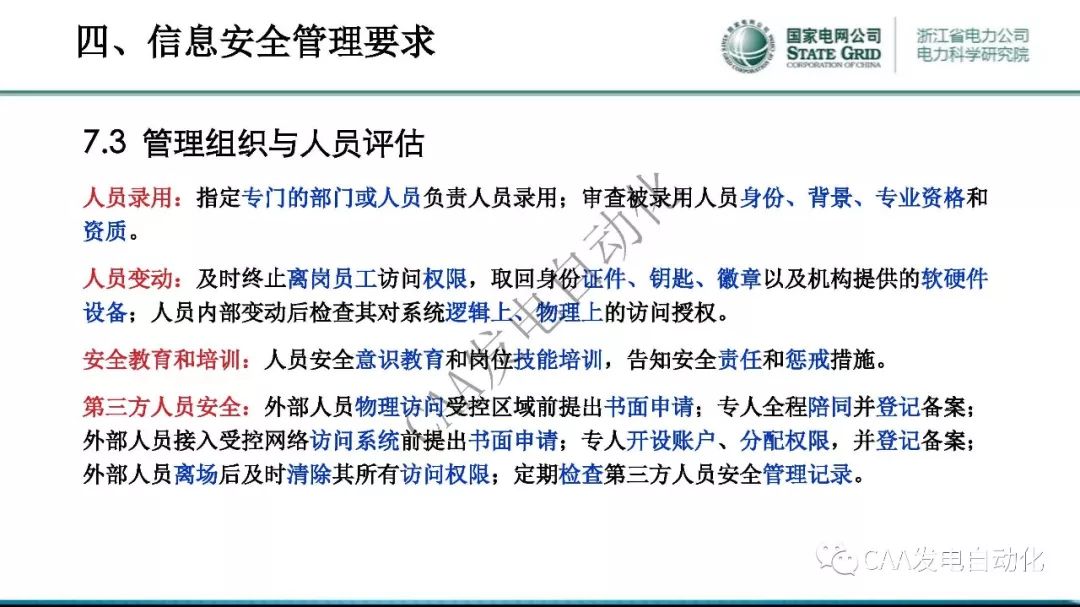 四、信息安全管理要求
国家电网公司
STATE GRID
CORPORATION OF CHINA
浙江省电力公司
电力科学研究院
7.3 管理组织与人员评估
人员录用：指定专门的部门或人员负责人员录用；审查被录用人员身份、背景、专业资格和
资质。
人员变动：及时终止离岗员工访问权限，取回身份证件、钥匙、徽章以及机构提供的软硬件
设备；人员内部变动后检查其对系统逻辑上、物理上的访问授权。
安全教育和培训：人员安全意识教育和岗位技能培训，告知安全责任和惩戒措施。
第三方人员安全：外部人员物理访问受控区域前提出书面申请；专人全程陪同并登记备案；
外部人员接入受控网络访问系统前提出书面申请；专人开设账户、分配权限，并登记备案；
外部人员离场后及时清除其所有访问权限；定期检查第三方人员安全管理记录。
CAA发电自动化
CAA发电自动化